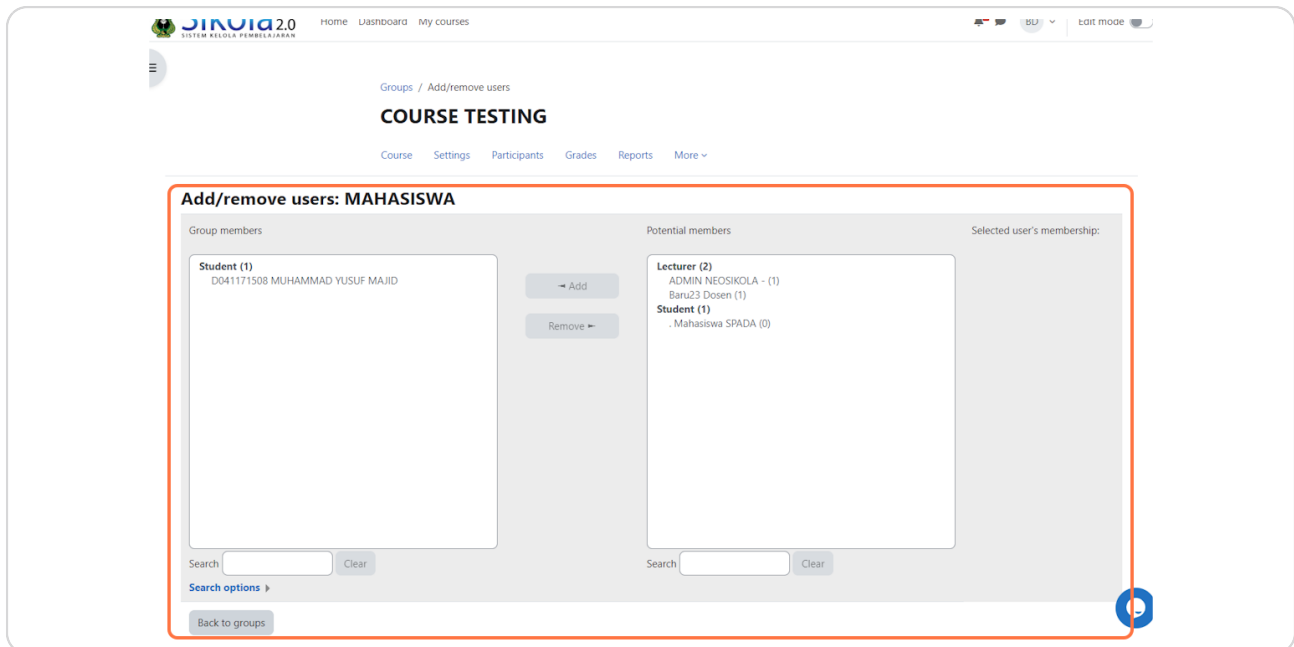 SIKOLA 2.0
SISTEM KELOLA PEMBELAJARAN
Home Dashboard My courses
BD
Edit mode
Groups / Add/remove users
COURSE TESTING
Course Settings Participants Grades Reports More
Add/remove users: MAHASISWA
Group members
Potential members
Selected user's membership:
Student (1)
D041171508 MUHAMMAD YUSUF MAJID
◄ Add
Remove ►
Lecturer (2)
ADMIN NEOSIKOLA - (1)
Baru23 Dosen (1)
Student (1)
. Mahasiswa SPADA (0)
Search
Clear
Search
Clear
Search options
Back to groups